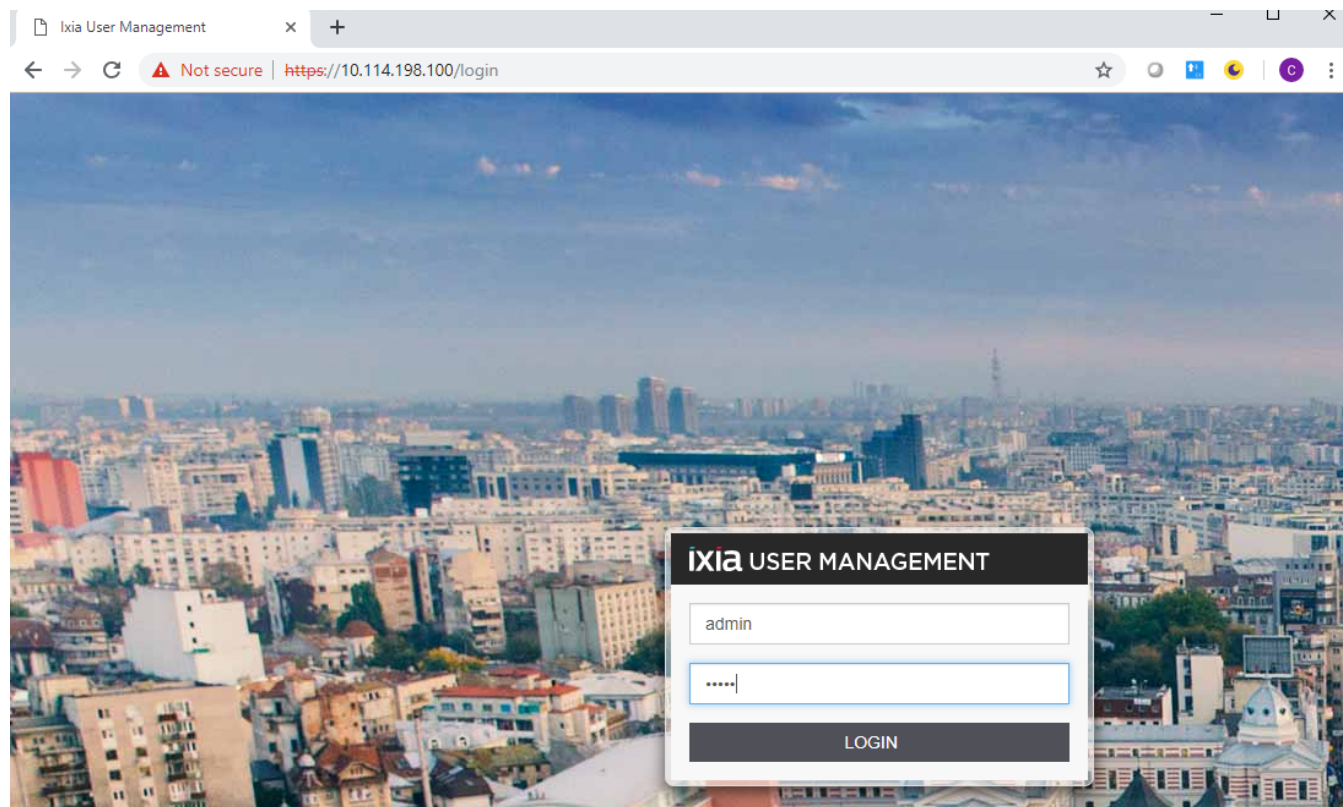 Ixia User Management
Not secure | https://10.114.198.100/login
C
ixia USER MANAGEMENT
admin
•••••
LOGIN